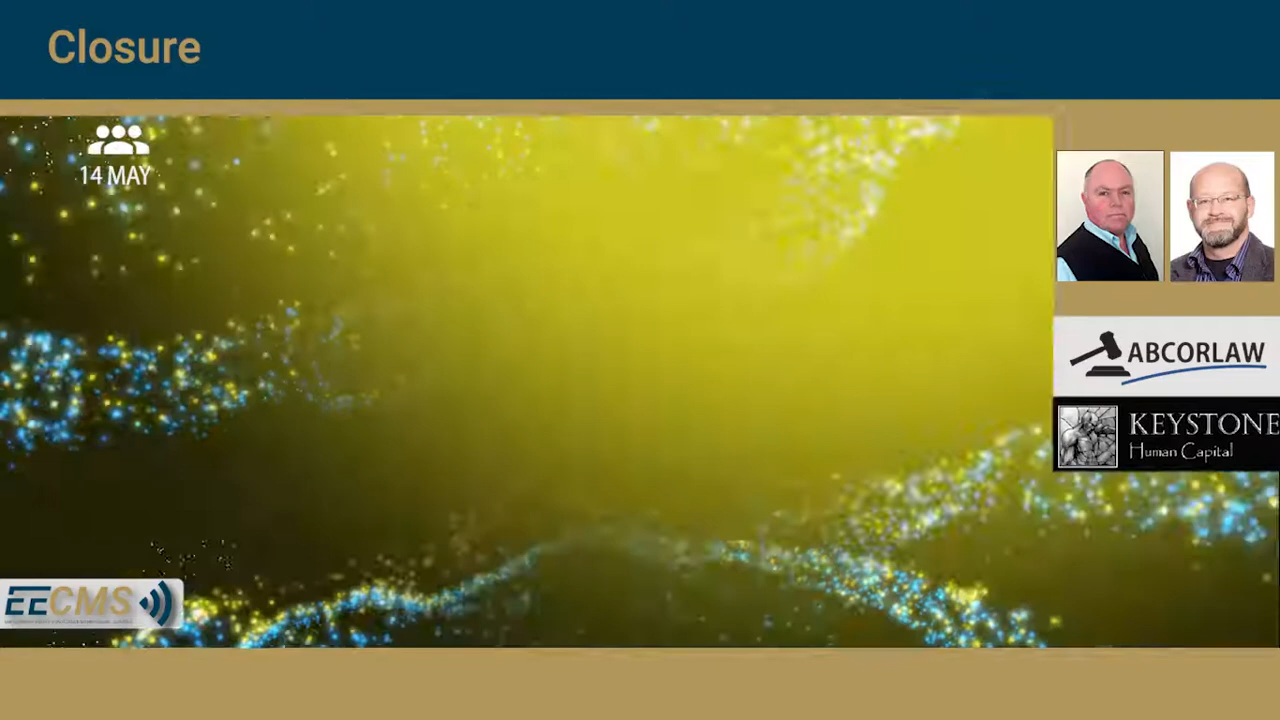 Closure
14 MAY
ABCORLAW
KEYSTONE
Human Capital
EECMS